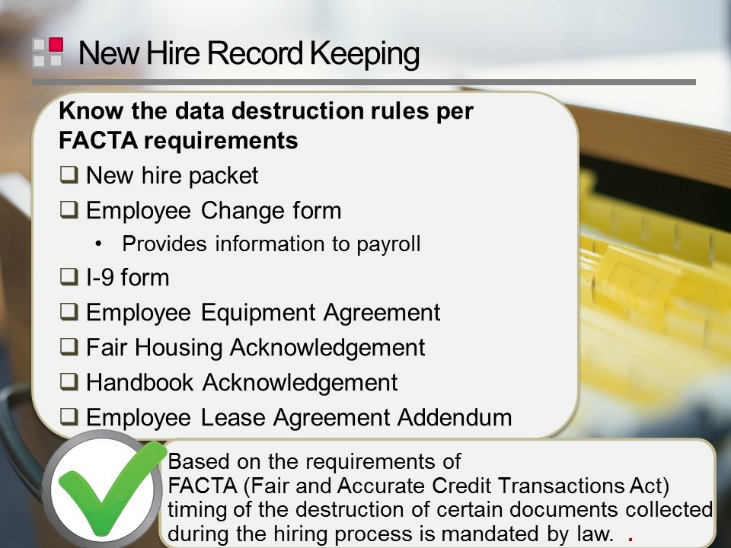 New Hire Record Keeping
Know the data destruction rules per
FACTA requirements
❑ New hire packet
❑ Employee Change form
• Provides information to payroll
❑ I-9 form
❑ Employee Equipment Agreement
❑ Fair Housing Acknowledgement
❑ Handbook Acknowledgement
❑ Employee Lease Agreement Addendum
Based on the requirements of
FACTA (Fair and Accurate Credit Transactions Act)
timing of the destruction of certain documents collected
during the hiring process is mandated by law. .